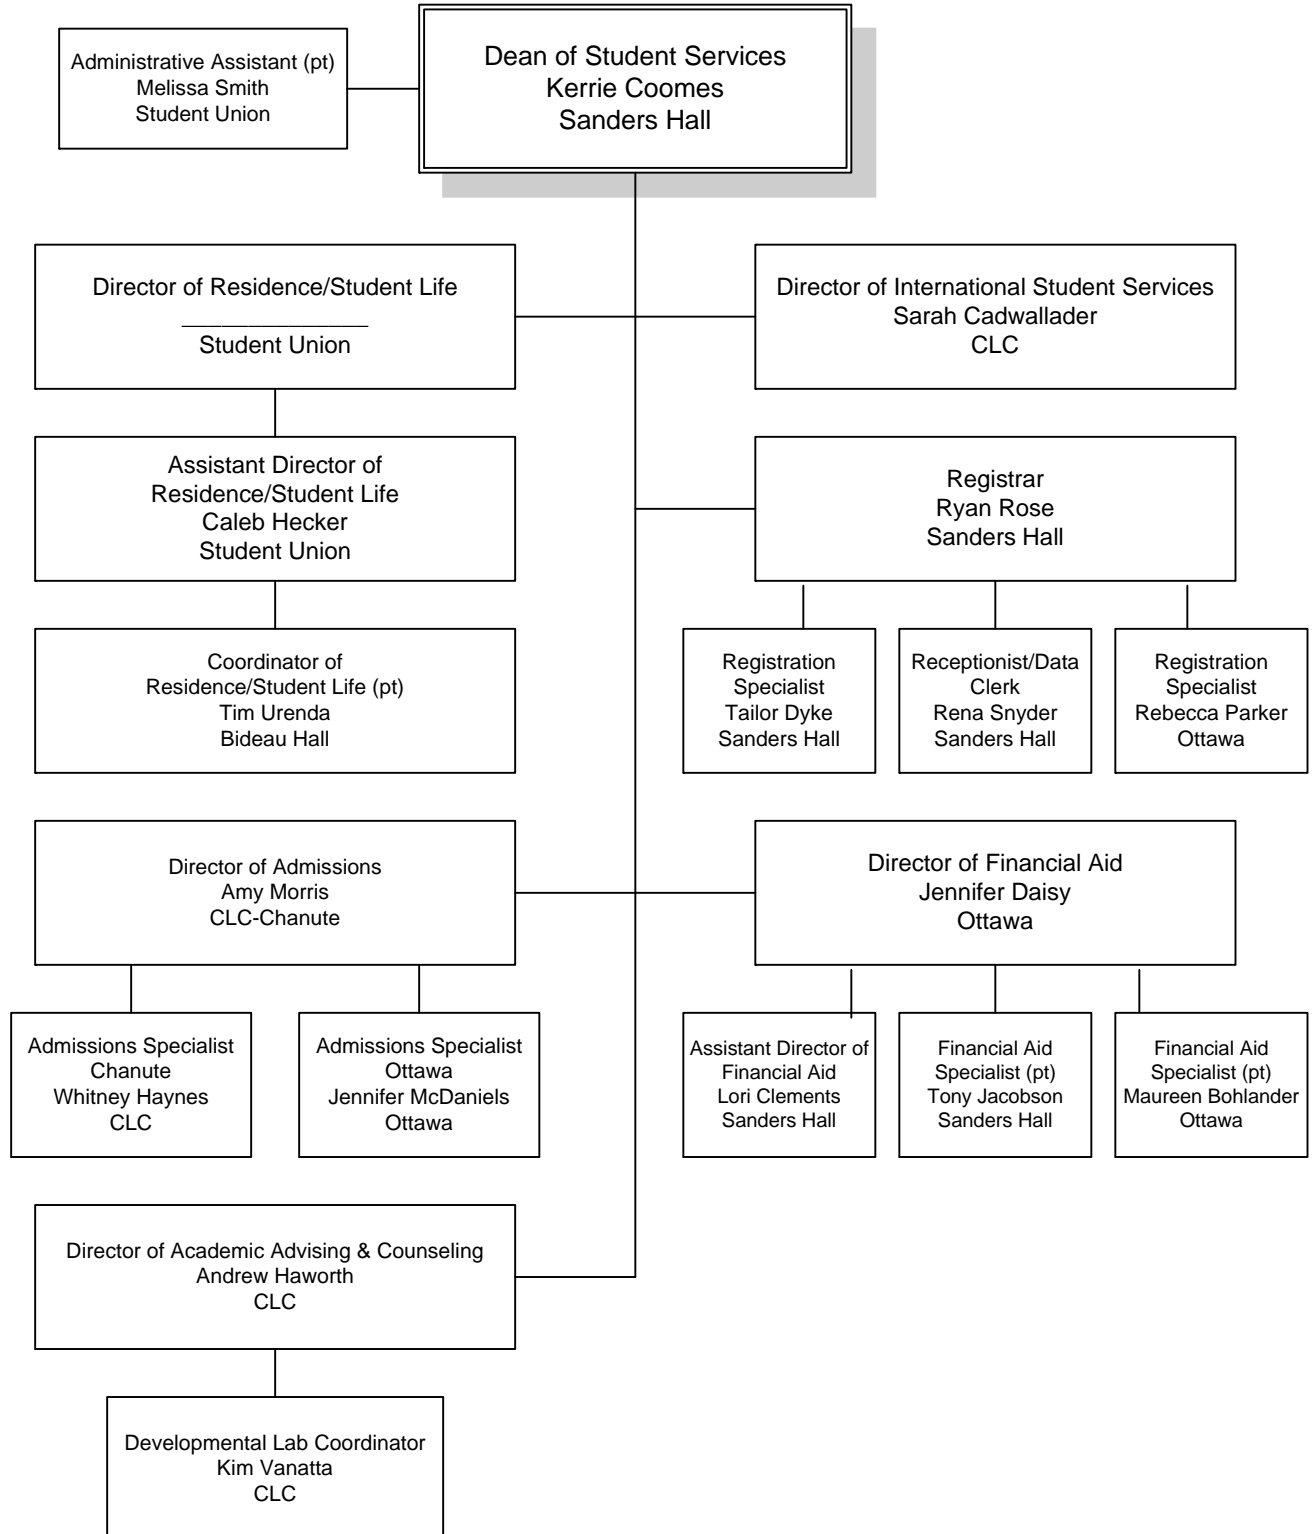 Administrative Assistant (pt)
Melissa Smith
Student Union
Dean of Student Services
Kerrie Coomes
Sanders Hall
Director of Residence/Student Life
______________
Student Union
Director of International Student Services
Sarah Cadwallader
CLC
Assistant Director of
Residence/Student Life
Caleb Hecker
Student Union
Registrar
Ryan Rose
Sanders Hall
Coordinator of
Residence/Student Life (pt)
Tim Urenda
Bideau Hall
Registration
Specialist
Tailor Dyke
Sanders Hall
Receptionist/Data
Clerk
Rena Snyder
Sanders Hall
Registration
Specialist
Rebecca Parker
Ottawa
Director of Admissions
Amy Morris
CLC-Chanute
Director of Financial Aid
Jennifer Daisy
Ottawa
Admissions Specialist
Chanute
Whitney Haynes
CLC
Admissions Specialist
Ottawa
Jennifer McDaniels
Ottawa
Assistant Director of
Financial Aid
Lori Clements
Sanders Hall
Financial Aid
Specialist (pt)
Tony Jacobson
Sanders Hall
Financial Aid
Specialist (pt)
Maureen Bohlander
Ottawa
Director of Academic Advising & Counseling
Andrew Haworth
CLC
Developmental Lab Coordinator
Kim Vanatta
CLC